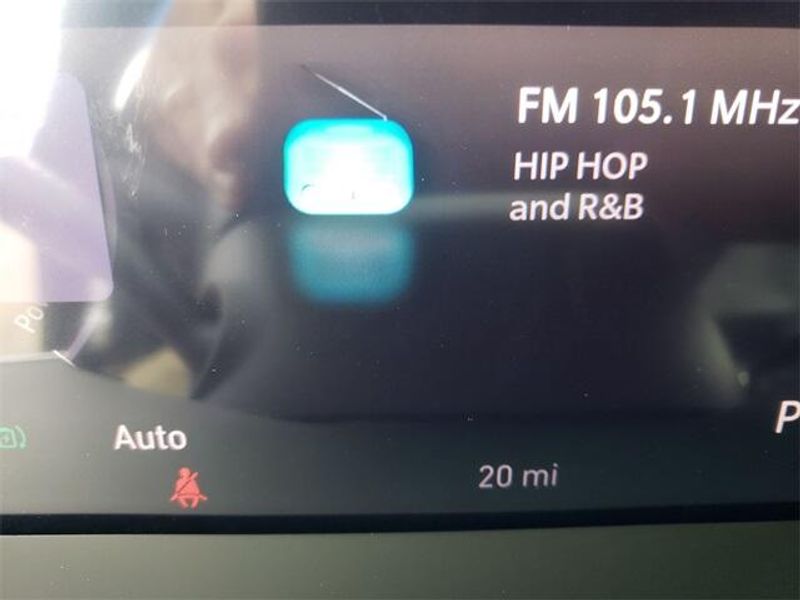 FM 105.1 MHz
HIP HOP
and R&B
Auto
20 mi
P